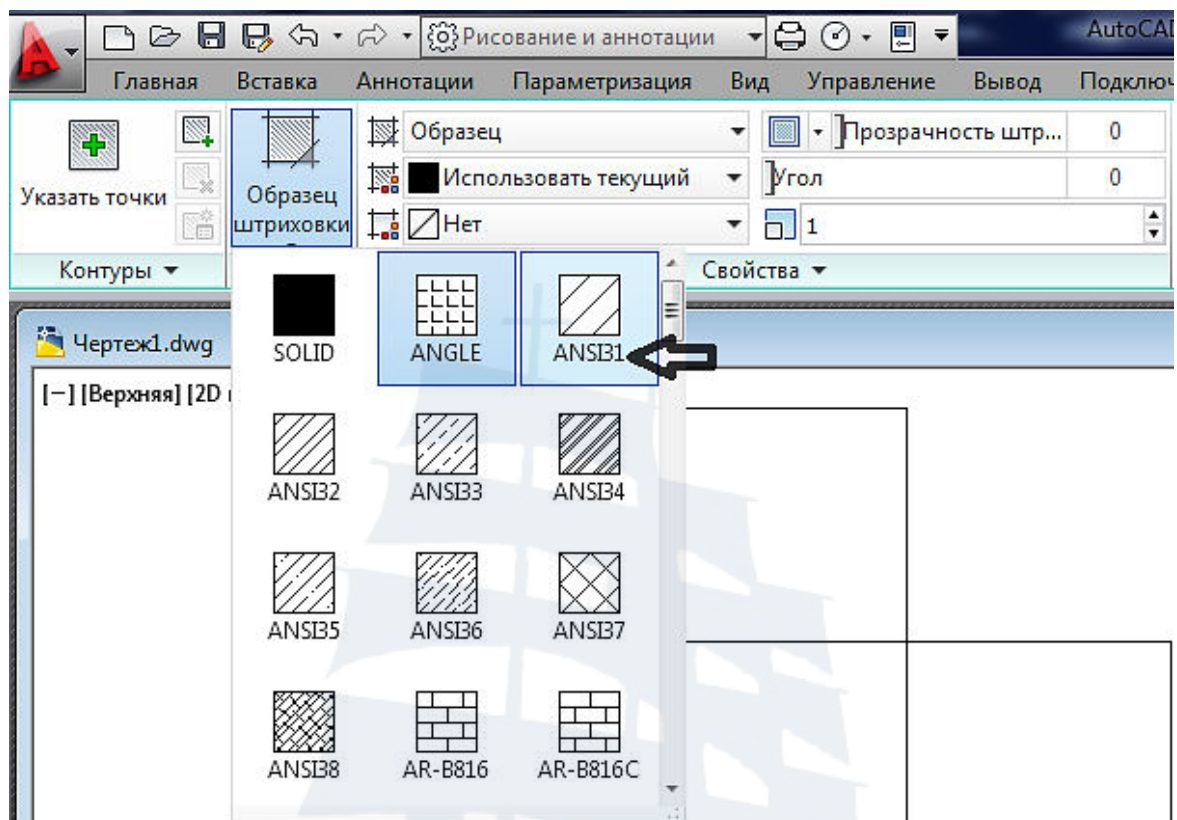 Рисование и аннотации
AutoCAD
Главная Вставка Аннотации Параметризация Вид Управление Вывод Подключ
Указать точки
Образец штриховки
Образец
Использовать текущий
Нет
Прозрачность штр... 0
Угол 0
1
Контуры
Свойства
Чертеж1.dwg
[–] [Верхняя] [2D
SOLID ANGLE ANSI31
ANSI32 ANSI33 ANSI34
ANSI35 ANSI36 ANSI37
ANSI38 AR-B816 AR-B816C